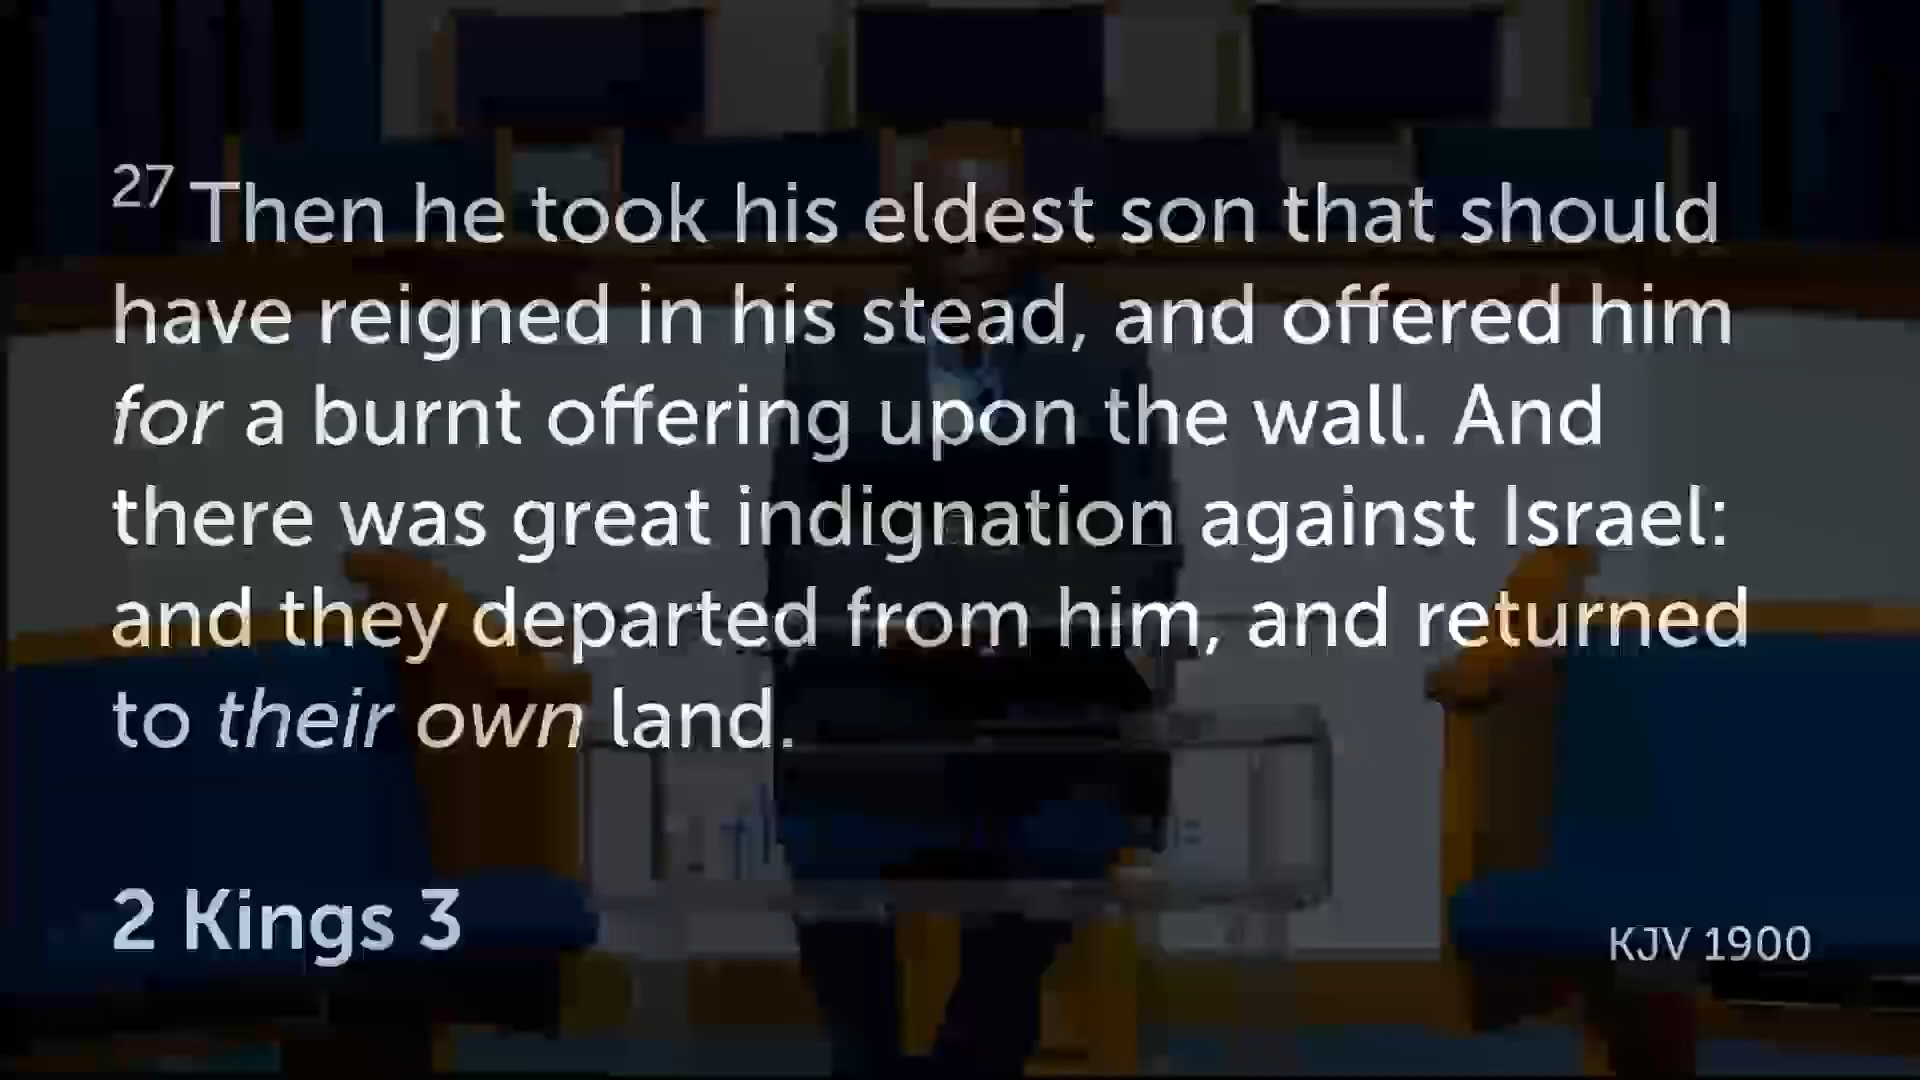 27 Then he took his eldest son that should
have reigned in his stead, and offered him
for a burnt offering upon the wall. And
there was great indignation against Israel:
and they departed from him, and returned
to their own land.
2 Kings 3
KJV 1900